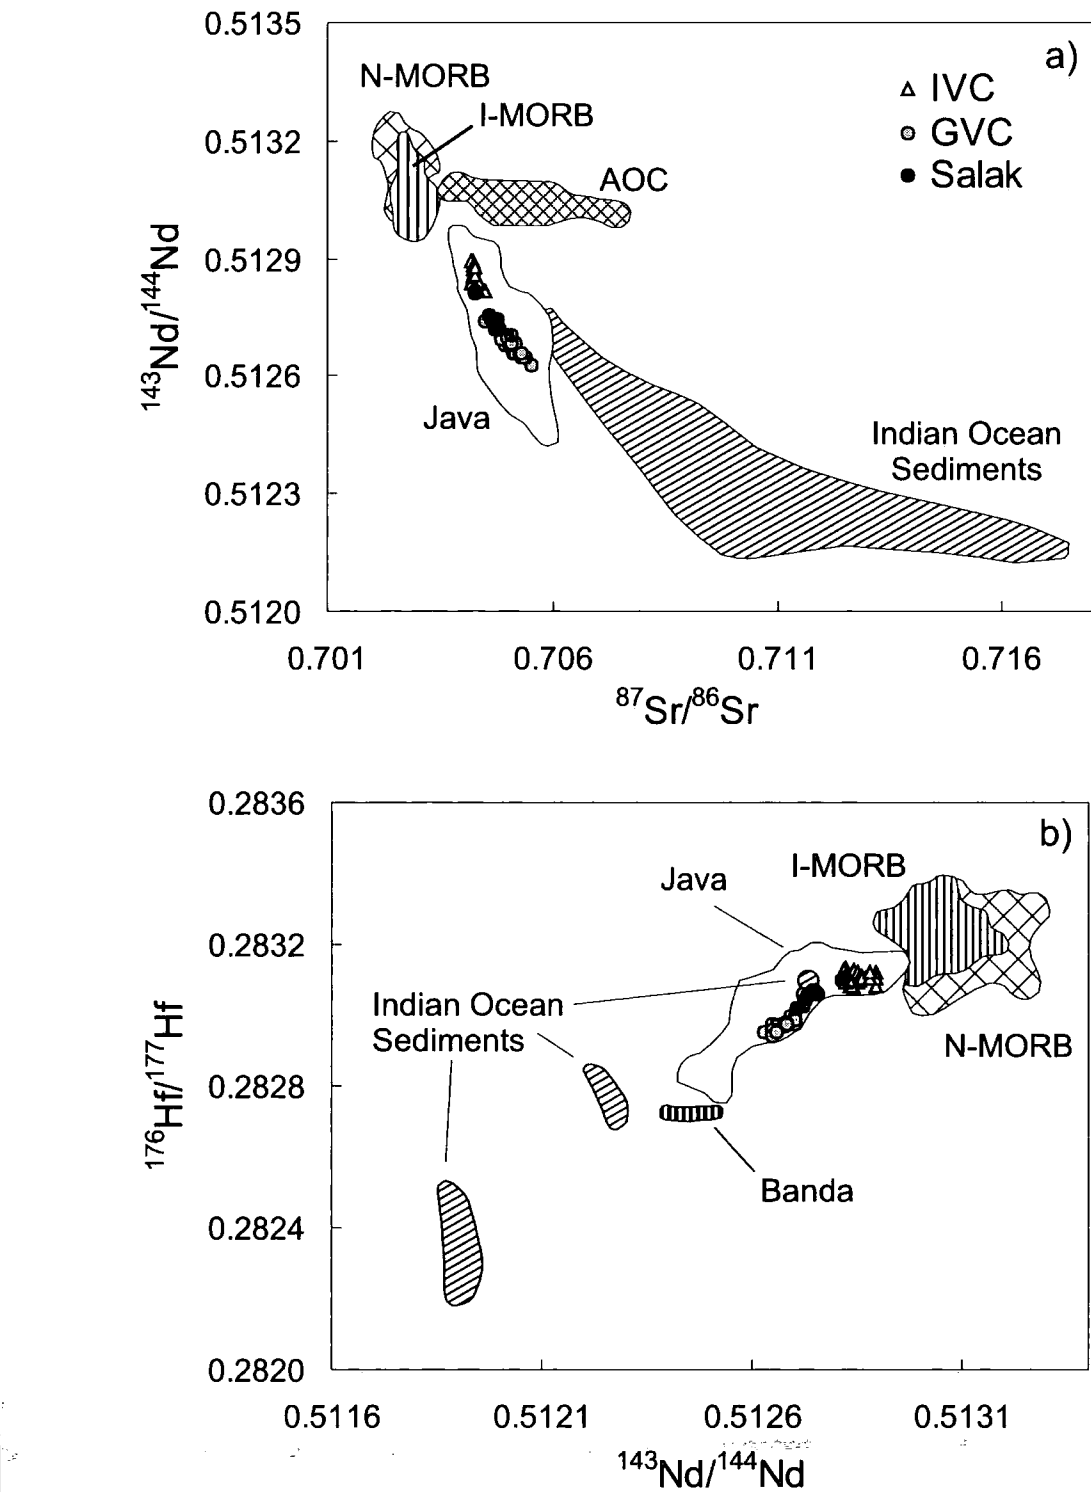 0.5135
a)
N-MORB
△ IVC
I-MORB
GVC
0.5132
AOC
Salak
0.5129
¹⁴³Nd/¹⁴⁴Nd
0.5126
Java
Indian Ocean
Sediments
0.5123
0.5120
0.701 0.706 0.711 0.716
⁸⁷Sr/⁸⁶Sr
0.2836
b)
I-MORB
Java
0.2832
Indian Ocean
Sediments
N-MORB
0.2828
¹⁷⁶Hf/¹⁷⁷Hf
Banda
0.2824
0.2820
0.5116 0.5121 0.5126 0.5131
¹⁴³Nd/¹⁴⁴Nd